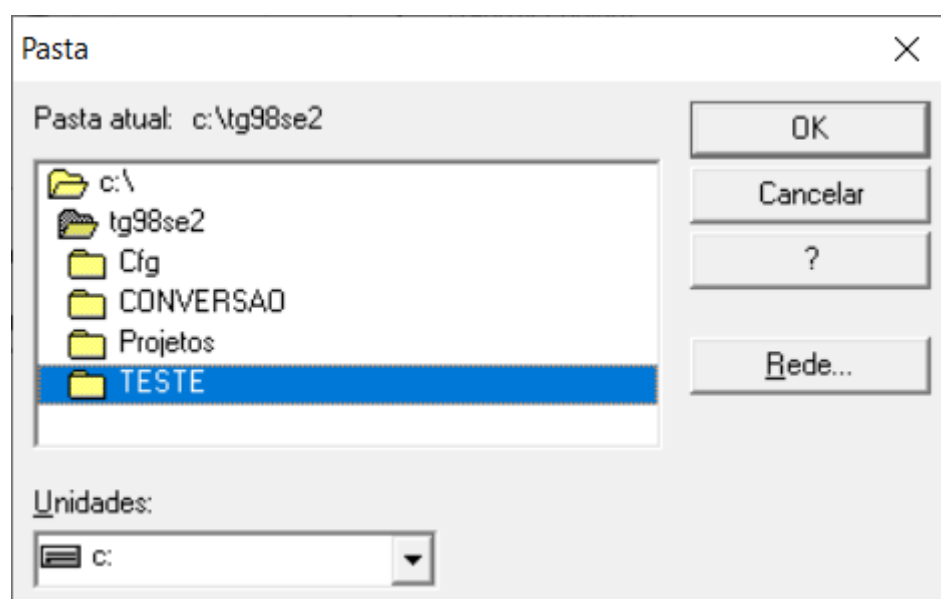 Pasta
Pasta atual: c:\tg98se2
OK
c:\
Cancelar
tg98se2
Cfg
?
CONVERSAO
Projetos
Rede...
TESTE
Unidades:
c: